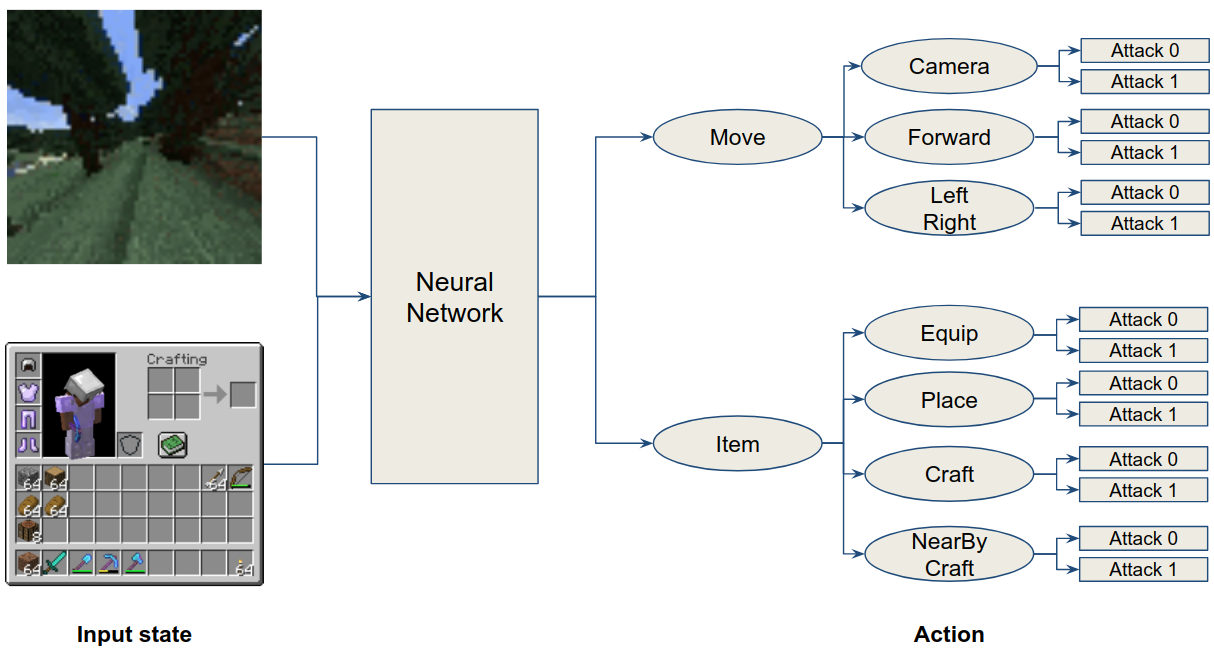 Camera
Attack 0
Attack 1
Move
Forward
Attack 0
Attack 1
Left
Right
Attack 0
Attack 1
Neural
Network
Crafting
64
64
64
64
64
8
64
64
Item
Equip
Attack 0
Attack 1
Place
Attack 0
Attack 1
Craft
Attack 0
Attack 1
NearBy
Craft
Attack 0
Attack 1
Input state
Action